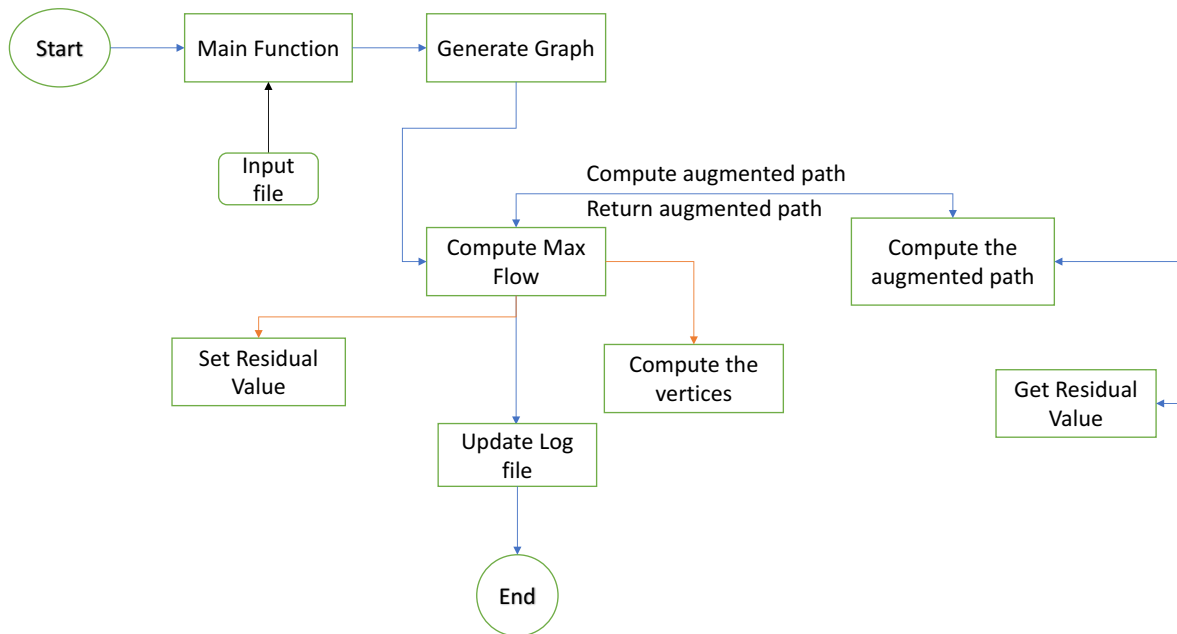 Start
Main Function
Generate Graph
Input
file
Compute augmented path
Return augmented path
Compute Max
Flow
Compute the
augmented path
Set Residual
Value
Compute the
vertices
Get Residual
Value
Update Log
file
End